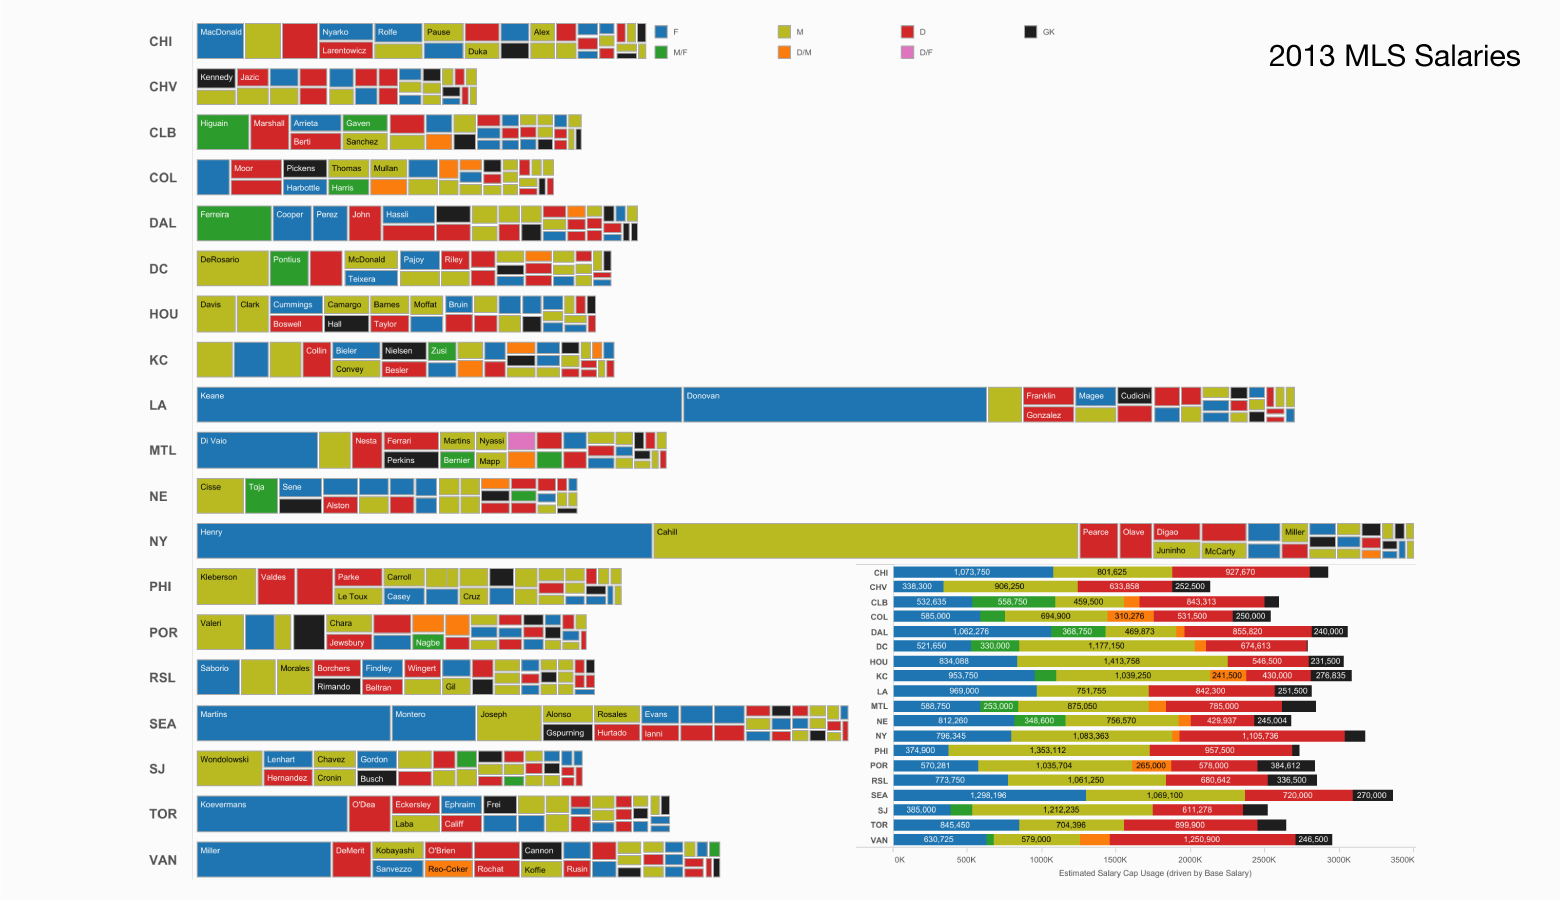 2013 MLS Salaries
F M D GK
M/F D/M D/F
CHI
MacDonald Nyarko Rolfe Pause Alex
Larentowicz Duka
CHV
Kennedy Jazic
CLB
Higuain Marshall Arrieta Gaven
Berti Sanchez
COL
Moor Pickens Thomas Mullan
Harbottle Harris
DAL
Ferreira Cooper Perez John Hassli
DC
DeRosario Pontius McDonald Pajoy Riley
Teixera
HOU
Davis Clark Cummings Camargo Barnes Moffat Bruin
Boswell Hall Taylor
KC
Collin Bieler Nielsen Zusi
Convey Besler
LA
Keane Donovan Franklin Magee Cudicini
Gonzalez
MTL
Di Vaio Nesta Ferrari Martins Nyassi
Perkins Bernier Mapp
NE
Cisse Toja Sene
Alston
NY
Henry Cahill Pearce Olave Digao Miller
Juninho McCarty
PHI
Kleberson Valdes Parke Carroll
Le Toux Casey Cruz
POR
Valeri Chara
Jewsbury Nagbe
RSL
Saborio Morales Borchers Findley Wingert
Rimando Beltran Gil
SEA
Martins Montero Joseph Alonso Rosales Evans
Gspurning Hurtado Ianni
SJ
Wondolowski Lenhart Chavez Gordon
Hernandez Cronin Busch
TOR
Koevermans O'Dea Eckersley Ephraim Frei
Laba Califf
VAN
Miller DeMerit Kobayashi O'Brien Cannon
Sanvezzo Reo-Coker Rochat Koffie Rusin
CHI 1,073,750 801,625 927,670
CHV 338,300 906,250 633,858 252,500
CLB 532,635 558,750 459,500 843,313
COL 585,000 694,900 310,276 531,500 250,000
DAL 1,062,276 368,750 469,873 855,820 240,000
DC 521,650 330,000 1,177,150 674,613
HOU 834,088 1,413,758 546,500 231,500
KC 953,750 1,039,250 241,500 430,000 276,835
LA 969,000 751,755 842,300 251,500
MTL 588,750 253,000 875,050 785,000
NE 812,260 348,600 756,570 429,937 245,004
NY 796,345 1,083,363 1,105,736
PHI 374,900 1,353,112 957,500
POR 570,281 1,035,704 265,000 578,000 384,612
RSL 773,750 1,061,250 680,642 336,500
SEA 1,298,196 1,069,100 720,000 270,000
SJ 385,000 1,212,235 611,278
TOR 845,450 704,396 899,900
VAN 630,725 579,000 1,250,900 246,500
0K 500K 1000K 1500K 2000K 2500K 3000K 3500K
Estimated Salary Cap Usage (driven by Base Salary)